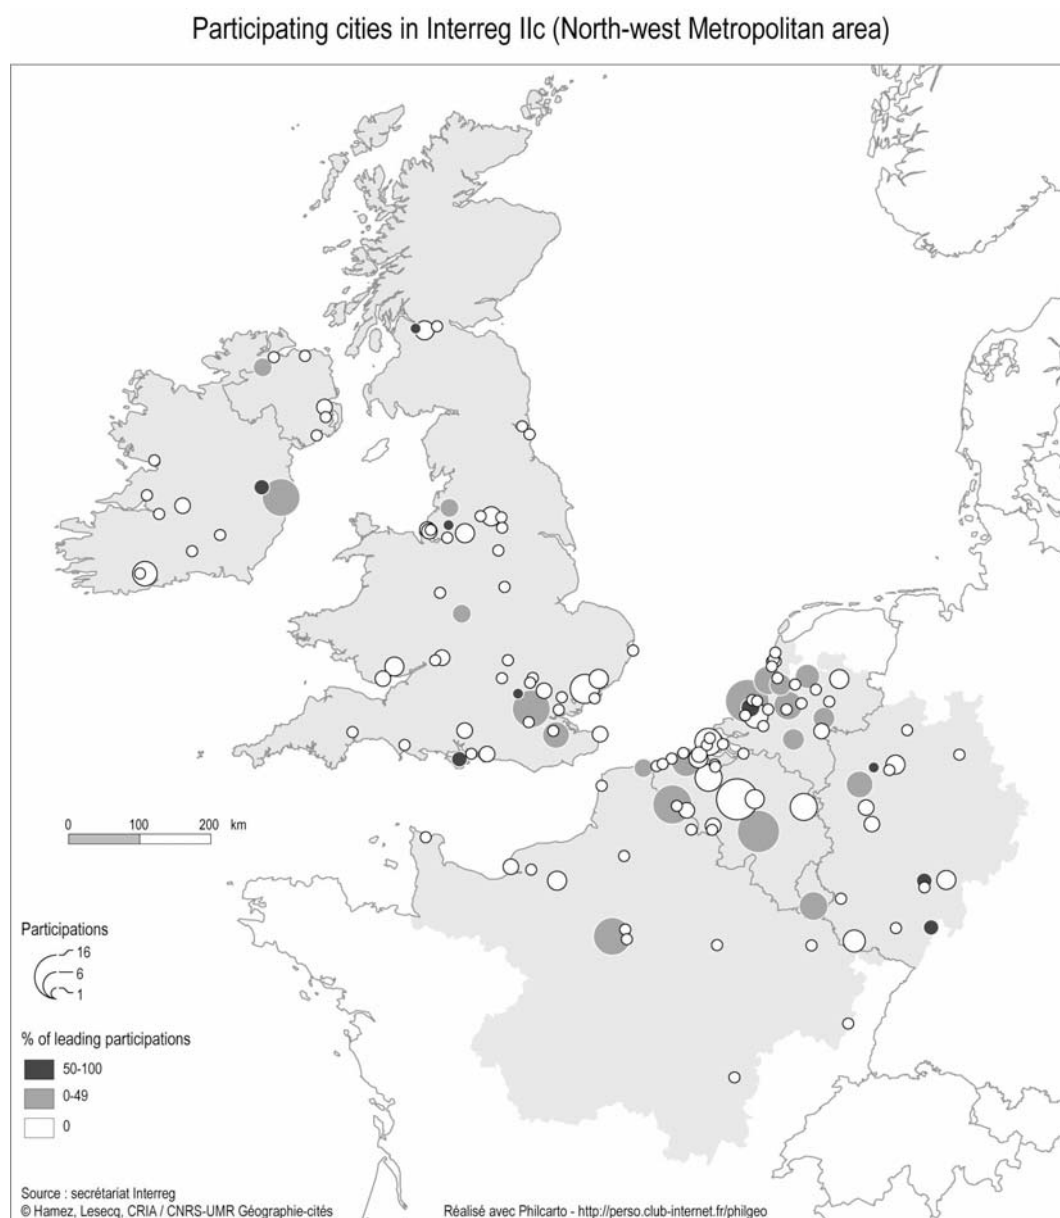 Participating cities in Interreg IIc (North-west Metropolitan area)
0 100 200 km
Participations
16
6
1
% of leading participations
50-100
0-49
0
Source : secrétariat Interreg
© Hamez, Lesecq, CRIA / CNRS-UMR Géographie-cités
Réalisé avec Philcarto - http://perso.club-internet.fr/philgeo